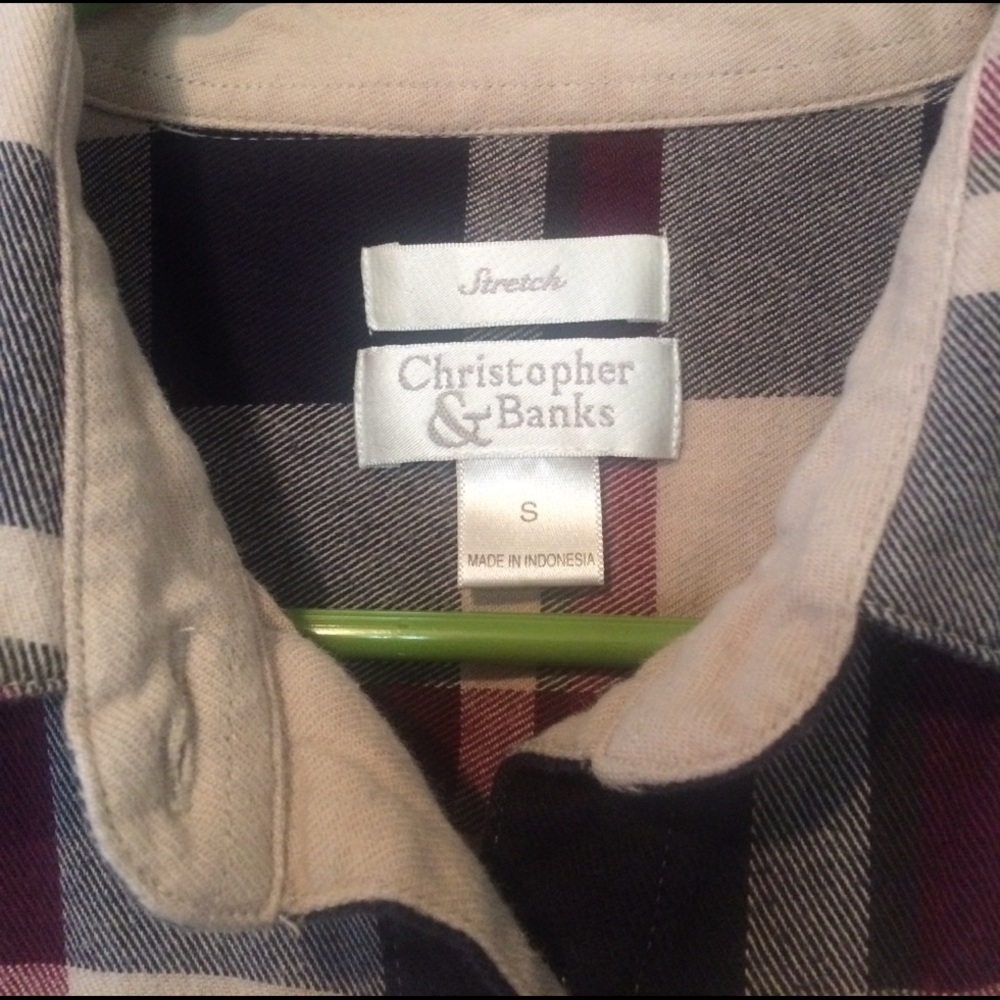 Stretch
Christopher
& Banks
S
MADE IN INDONESIA